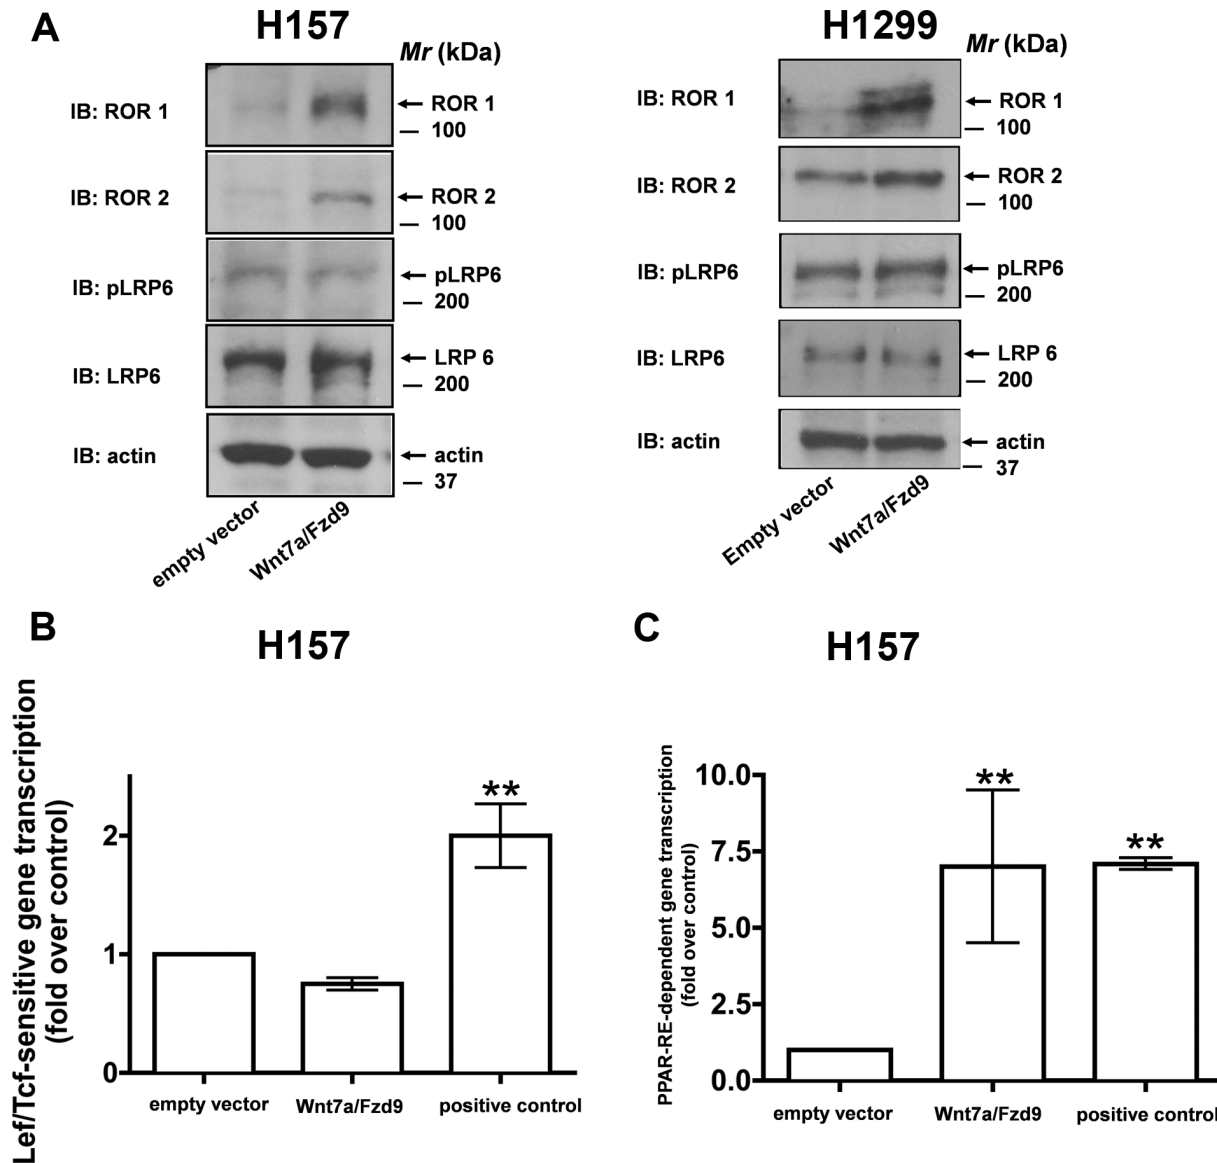 A
H157
Mr (kDa)
IB: ROR 1
ROR 1
100
IB: ROR 2
ROR 2
100
IB: pLRP6
pLRP6
200
IB: LRP6
LRP 6
200
IB: actin
actin
37
empty vector
Wnt7a/Fzd9
H1299
Mr (kDa)
IB: ROR 1
ROR 1
100
IB: ROR 2
ROR 2
100
IB: pLRP6
pLRP6
200
IB: LRP6
LRP 6
200
IB: actin
actin
37
Empty vector
Wnt7a/Fzd9
B
H157
Lef/Tcf-sensitive gene transcription
(fold over control)
2
1
0
**
empty vector
Wnt7a/Fzd9
positive control
C
H157
PPAR-RE-dependent gene transcription
(fold over control)
10.0
7.5
5.0
2.5
0.0
**
**
empty vector
Wnt7a/Fzd9
positive control